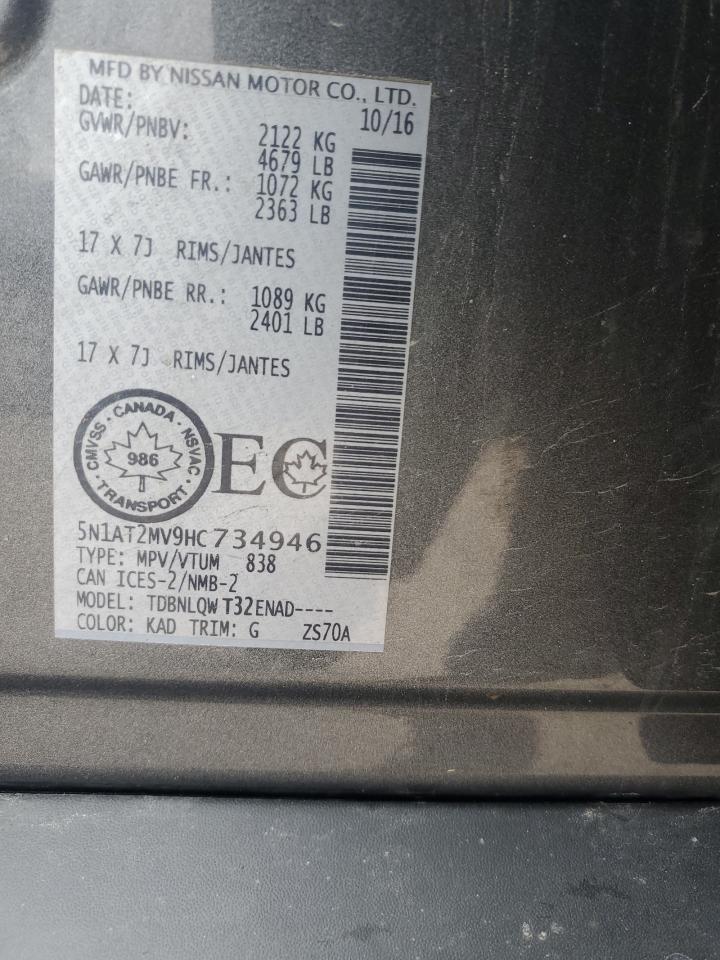 MFD BY NISSAN MOTOR CO., LTD.
DATE: 10/16
GVWR/PNBV: 2122 KG
4679 LB
GAWR/PNBE FR.: 1072 KG
2363 LB
17 X 7J RIMS/JANTES
GAWR/PNBE RR.: 1089 KG
2401 LB
17 X 7J RIMS/JANTES
CANADA · NSVAC · TRANSPORT · CMVSS ·
986
EC
5N1AT2MV9HC734946
TYPE: MPV/VTUM 838
CAN ICES-2/NMB-2
MODEL: TDBNLQW T32ENAD----
COLOR: KAD TRIM: G ZS70A